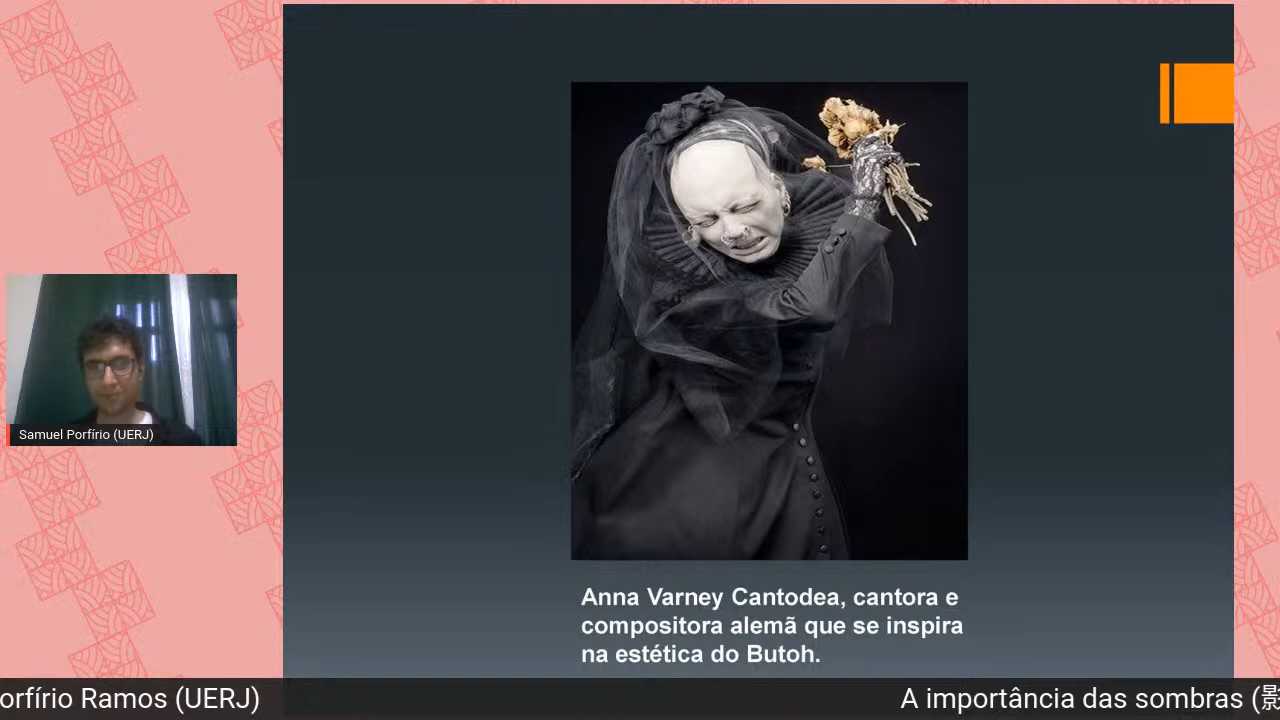 Samuel Porfírio (UERJ)
Anna Varney Cantodea, cantora e
compositora alemã que se inspira
na estética do Butoh.
orfírio Ramos (UERJ)
A importância das sombras (影